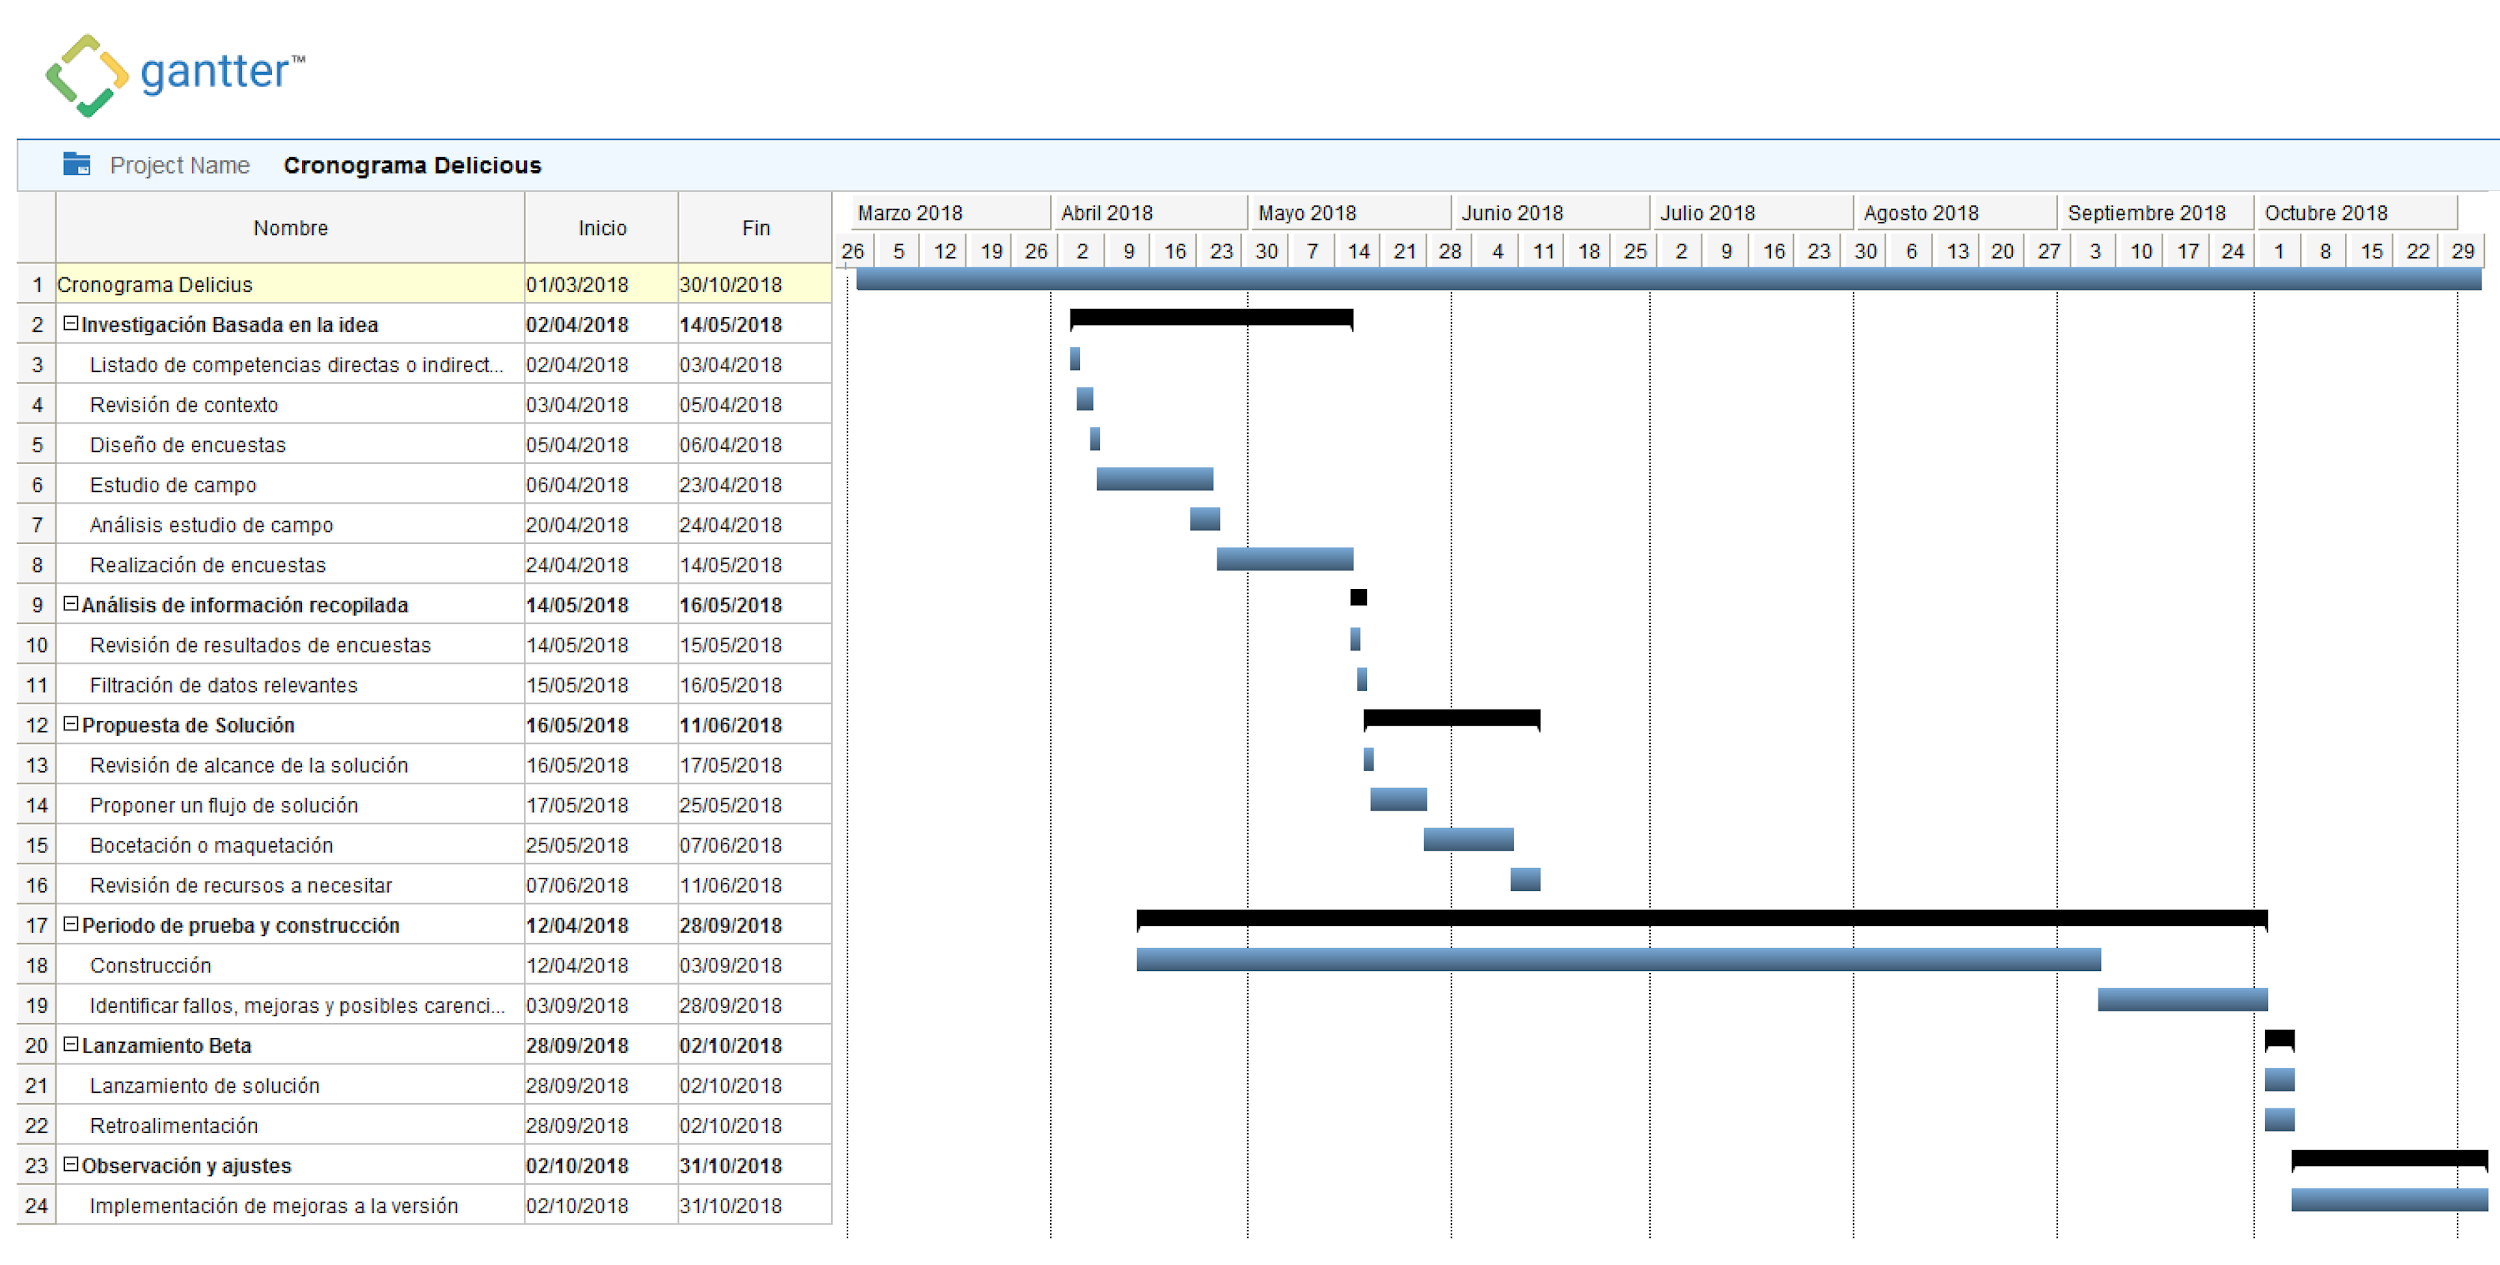 gantter™
Project Name Cronograma Delicious
Nombre Inicio Fin
Marzo 2018 Abril 2018 Mayo 2018 Junio 2018 Julio 2018 Agosto 2018 Septiembre 2018 Octubre 2018
26 5 12 19 26 2 9 16 23 30 7 14 21 28 4 11 18 25 2 9 16 23 30 6 13 20 27 3 10 17 24 1 8 15 22 29
1 Cronograma Delicius 01/03/2018 30/10/2018
2 Investigación Basada en la idea 02/04/2018 14/05/2018
3 Listado de competencias directas o indirect... 02/04/2018 03/04/2018
4 Revisión de contexto 03/04/2018 05/04/2018
5 Diseño de encuestas 05/04/2018 06/04/2018
6 Estudio de campo 06/04/2018 23/04/2018
7 Análisis estudio de campo 20/04/2018 24/04/2018
8 Realización de encuestas 24/04/2018 14/05/2018
9 Análisis de información recopilada 14/05/2018 16/05/2018
10 Revisión de resultados de encuestas 14/05/2018 15/05/2018
11 Filtración de datos relevantes 15/05/2018 16/05/2018
12 Propuesta de Solución 16/05/2018 11/06/2018
13 Revisión de alcance de la solución 16/05/2018 17/05/2018
14 Proponer un flujo de solución 17/05/2018 25/05/2018
15 Bocetación o maquetación 25/05/2018 07/06/2018
16 Revisión de recursos a necesitar 07/06/2018 11/06/2018
17 Periodo de prueba y construcción 12/04/2018 28/09/2018
18 Construcción 12/04/2018 03/09/2018
19 Identificar fallos, mejoras y posibles carenci... 03/09/2018 28/09/2018
20 Lanzamiento Beta 28/09/2018 02/10/2018
21 Lanzamiento de solución 28/09/2018 02/10/2018
22 Retroalimentación 28/09/2018 02/10/2018
23 Observación y ajustes 02/10/2018 31/10/2018
24 Implementación de mejoras a la versión 02/10/2018 31/10/2018